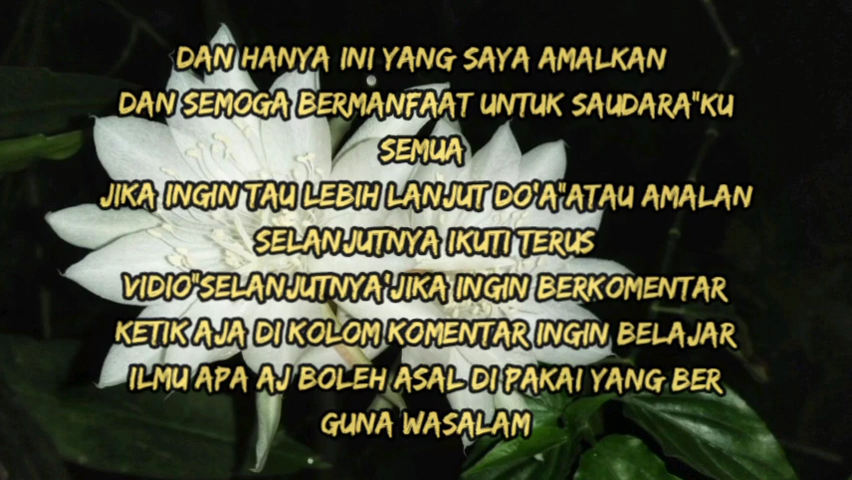 DAN HANYA INI YANG SAYA AMALKAN
DAN SEMOGA BERMANFAAT UNTUK SAUDARA"KU
SEMUA
JIKA INGIN TAU LEBIH LANJUT DO'A"ATAU AMALAN
SELANJUTNYA IKUTI TERUS
VIDIO"SELANJUTNYA'JIKA INGIN BERKOMENTAR
KETIK AJA DI KOLOM KOMENTAR INGIN BELAJAR
ILMU APA AJ BOLEH ASAL DI PAKAI YANG BER
GUNA WASALAM